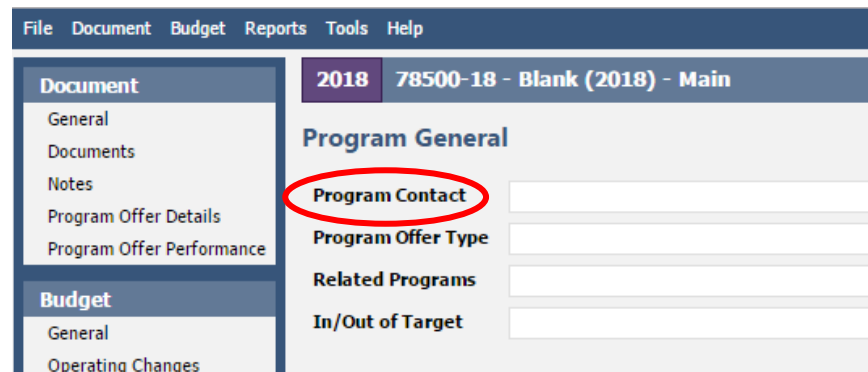 File Document Budget Reports Tools Help
Document
General
Documents
Notes
Program Offer Details
Program Offer Performance
Budget
General
Operating Changes
2018 78500-18 - Blank (2018) - Main
Program General
Program Contact
Program Offer Type
Related Programs
In/Out of Target